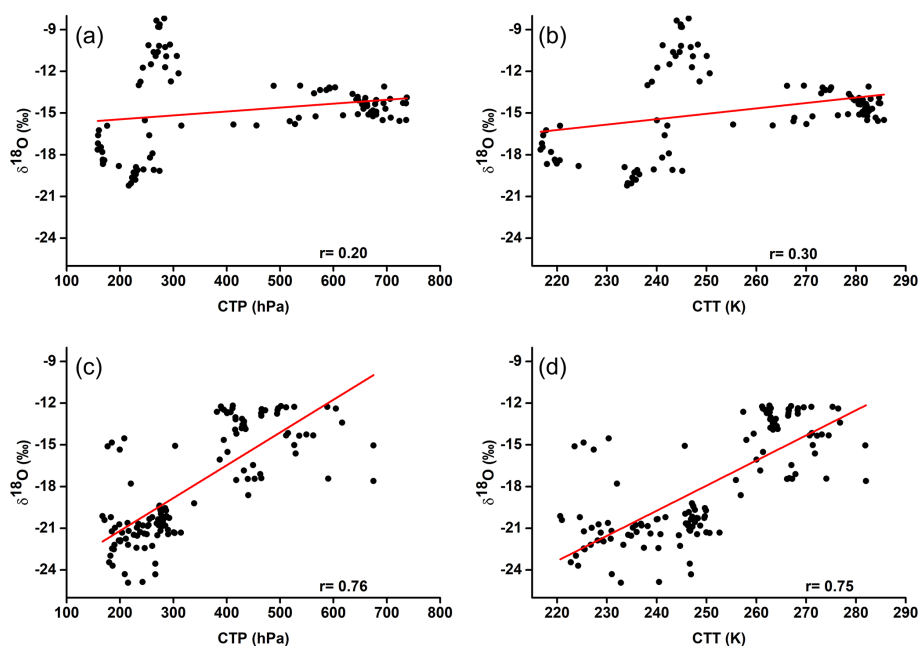 (a)
-9
-12
-15
-18
-21
-24
δ18O (‰)
r= 0.20
100 200 300 400 500 600 700 800
CTP (hPa)
(b)
-9
-12
-15
-18
-21
-24
δ18O (‰)
r= 0.30
220 230 240 250 260 270 280 290
CTT (K)
(c)
-9
-12
-15
-18
-21
-24
δ18O (‰)
r= 0.76
100 200 300 400 500 600 700 800
CTP (hPa)
(d)
-9
-12
-15
-18
-21
-24
δ18O (‰)
r= 0.75
220 230 240 250 260 270 280 290
CTT (K)